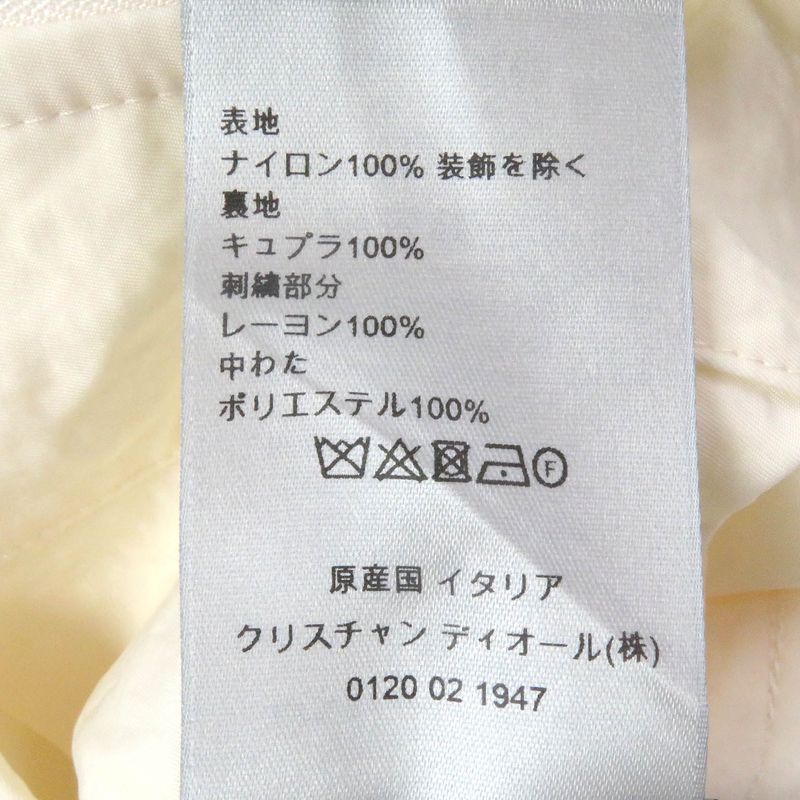 表地
ナイロン100% 装飾を除く
裏地
キュプラ100%
刺繍部分
レーヨン100%
中わた
ポリエステル100%
F
原産国 イタリア
クリスチャン ディオール(株)
0120 02 1947